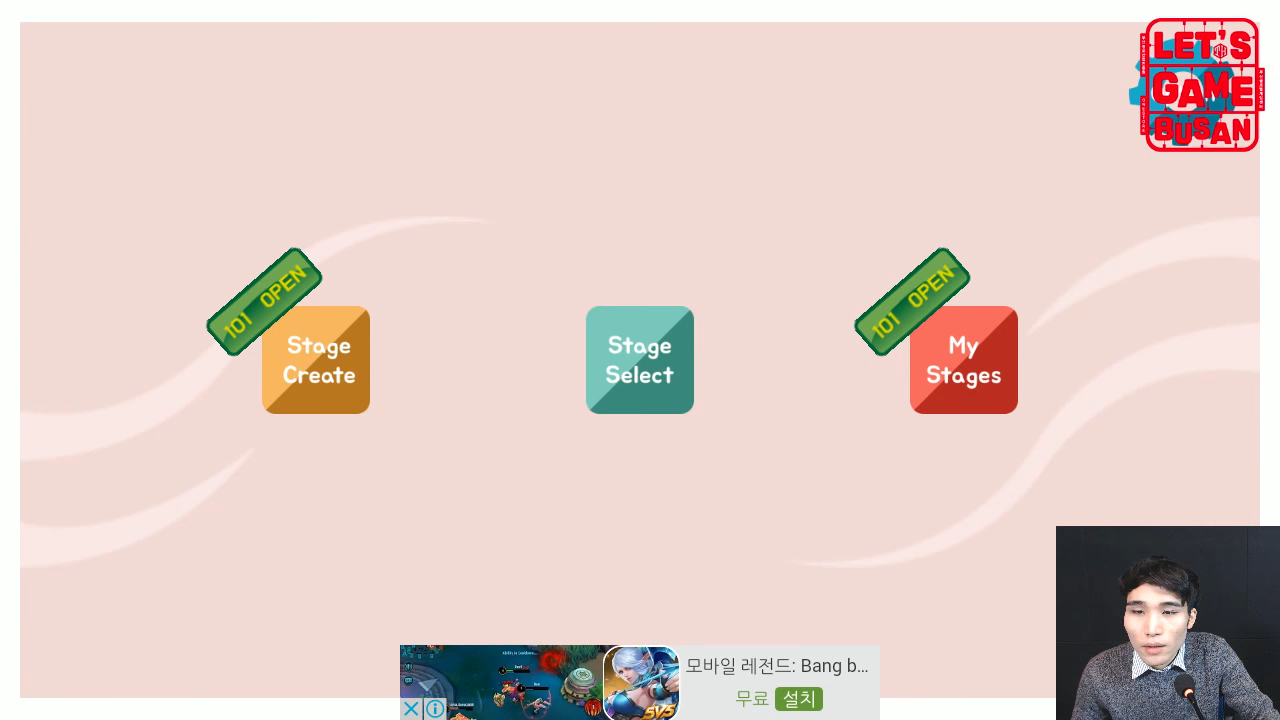 LET'S
GAME
BUSAN
101 OPEN
Stage
Create
Stage
Select
101 OPEN
My
Stages
모바일 레전드: Bang b...
무료 설치
5V5